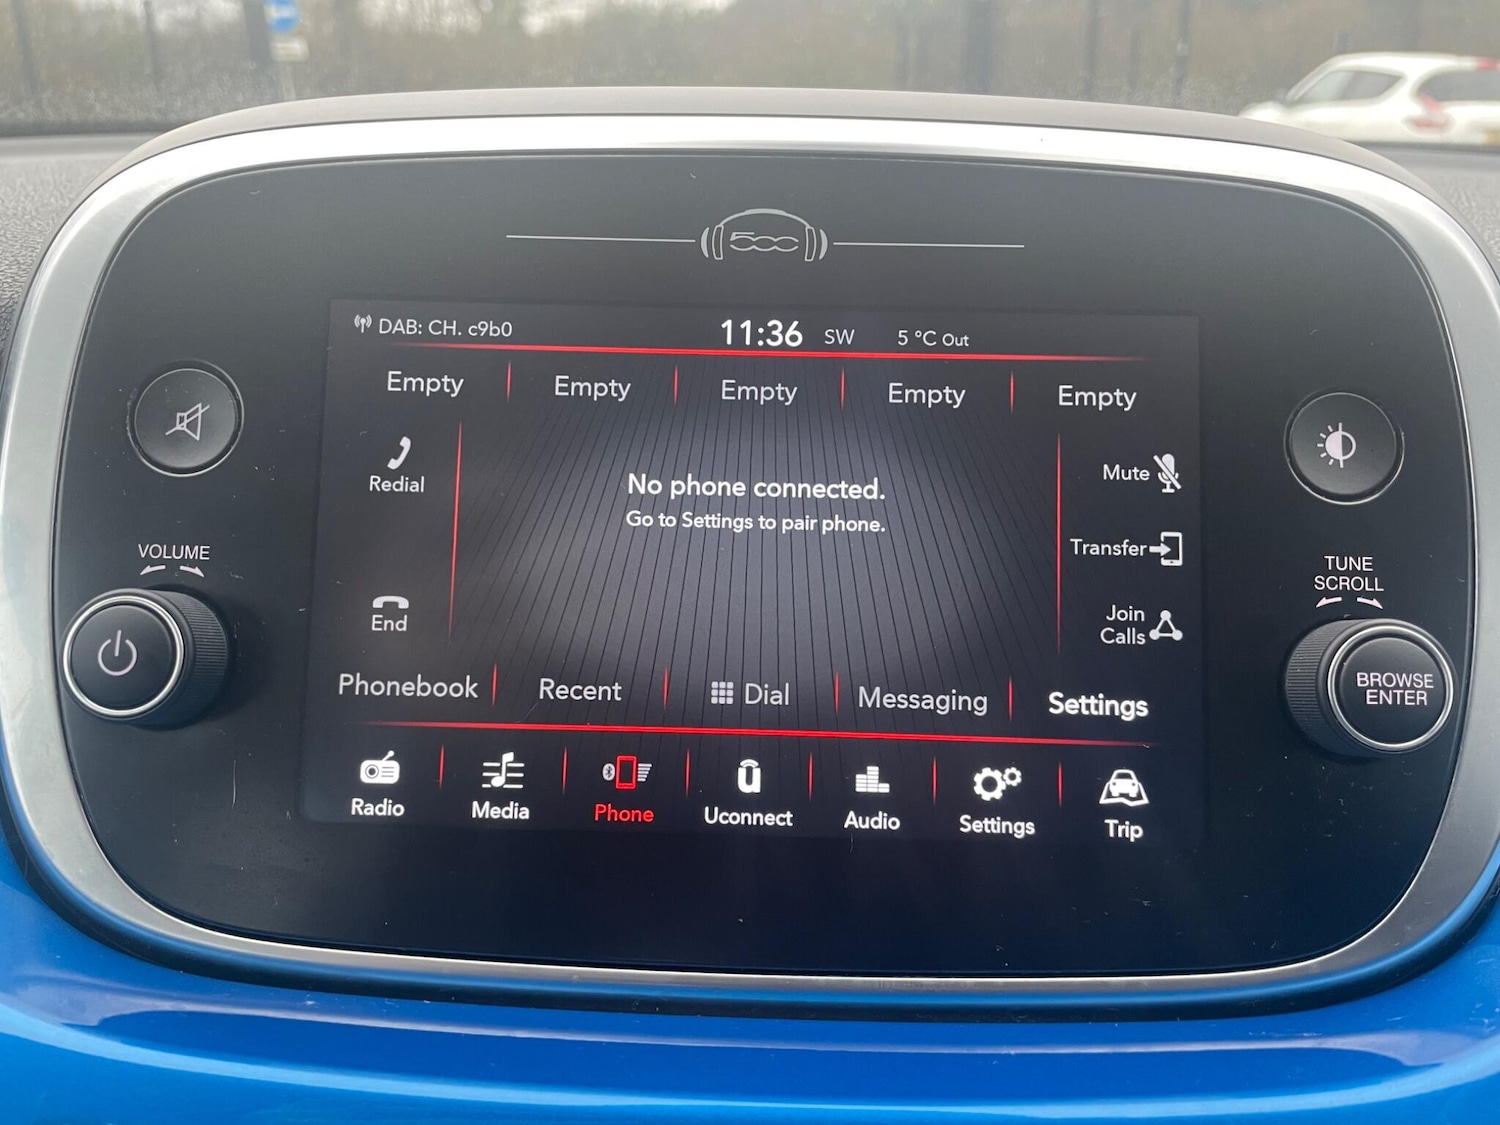 500
DAB: CH. c9b0 11:36 SW 5 °C Out
Empty Empty Empty Empty Empty
Redial
No phone connected.
Go to Settings to pair phone.
Mute
Transfer
VOLUME
TUNE
SCROLL
End
Join
Calls
BROWSE
ENTER
Phonebook Recent Dial Messaging Settings
Radio Media Phone Uconnect Audio Settings Trip